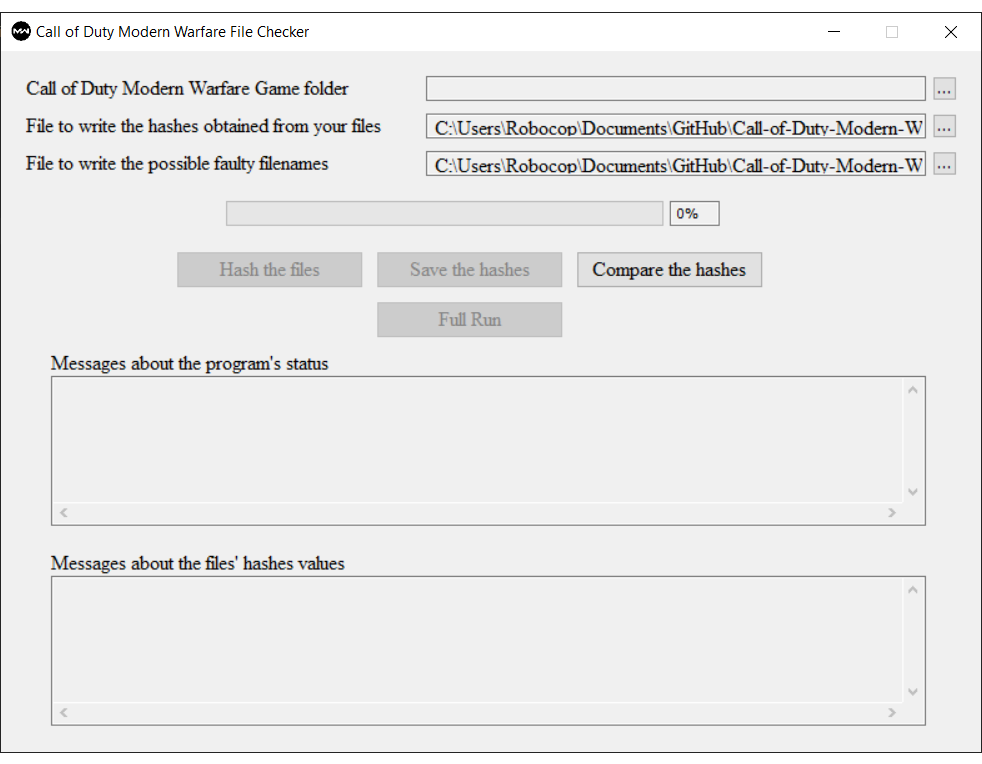 Call of Duty Modern Warfare File Checker
Call of Duty Modern Warfare Game folder
...
File to write the hashes obtained from your files
C:\Users\Robocop\Documents\GitHub\Call-of-Duty-Modern-W
...
File to write the possible faulty filenames
C:\Users\Robocop\Documents\GitHub\Call-of-Duty-Modern-W
...
0%
Hash the files
Save the hashes
Compare the hashes
Full Run
Messages about the program's status
Messages about the files' hashes values